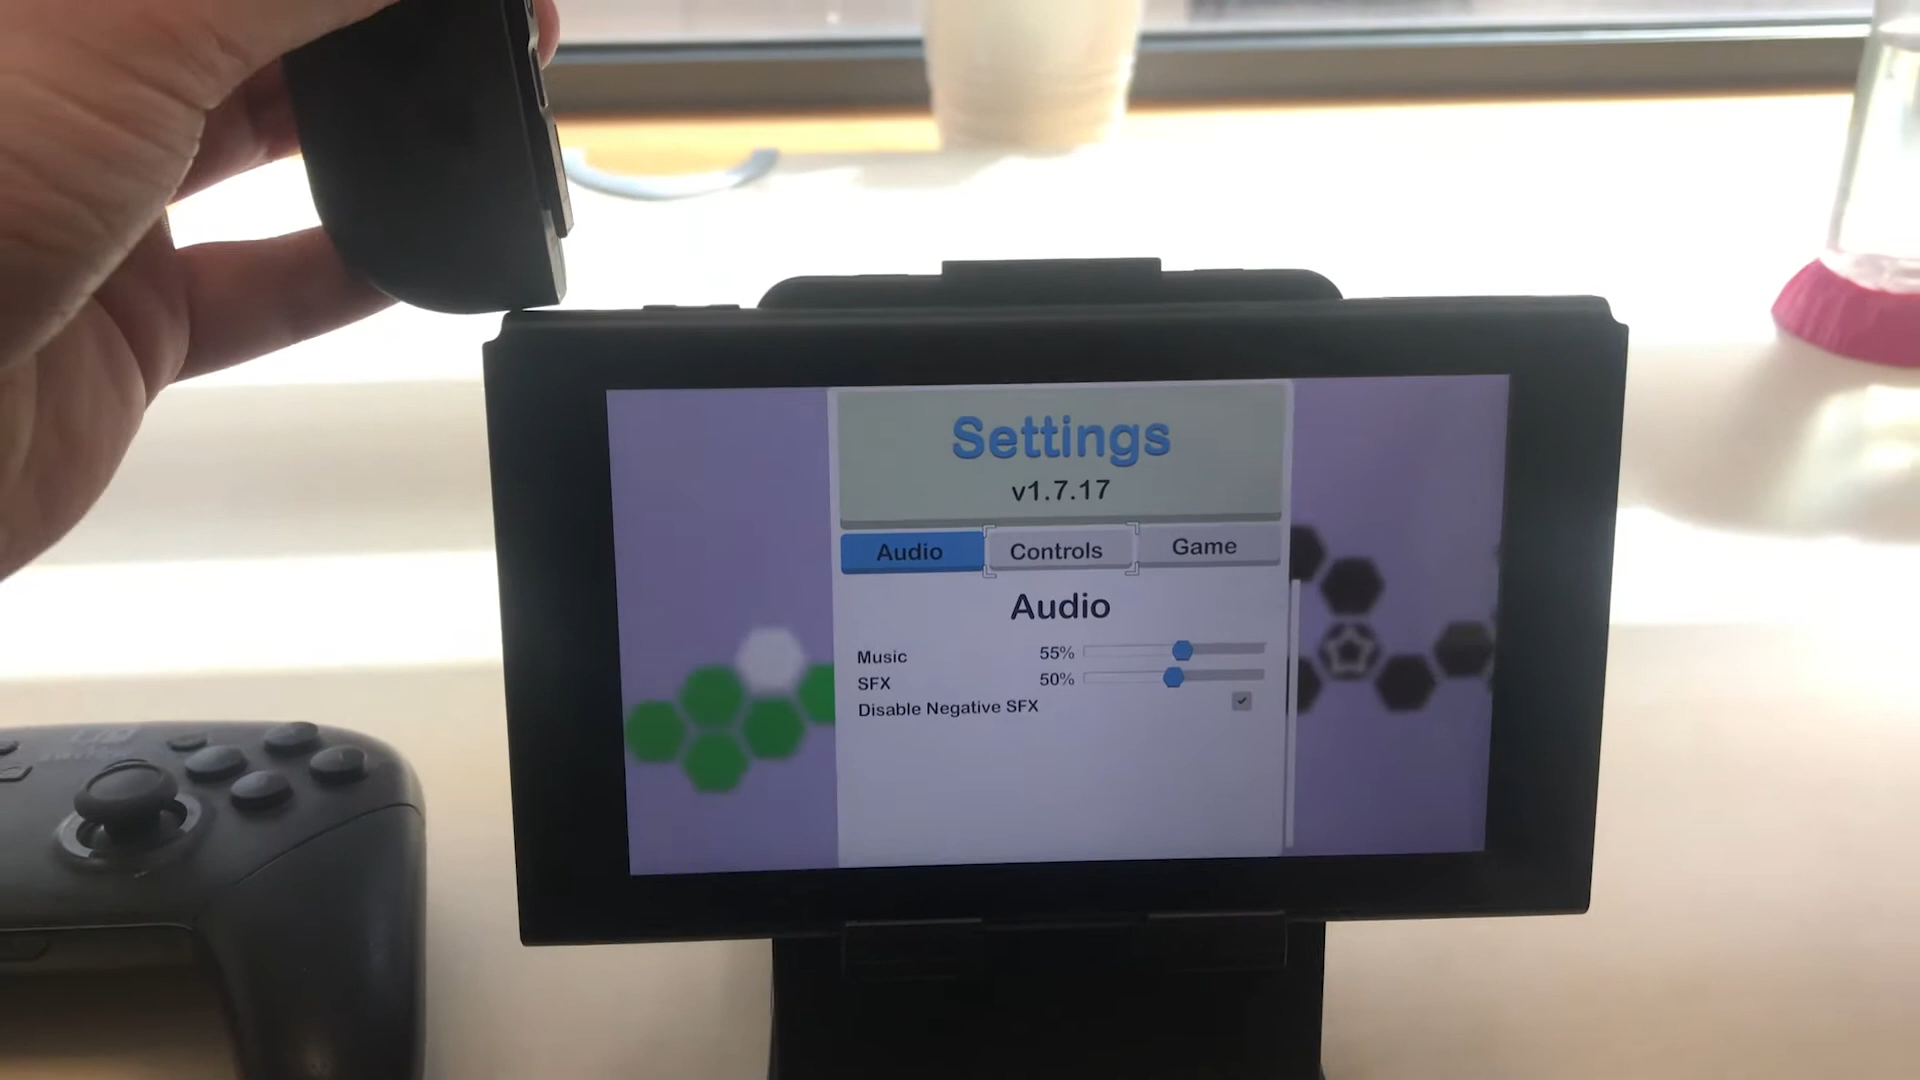 Settings
v1.7.17
Audio Controls Game
Audio
Music 55%
SFX 50%
Disable Negative SFX